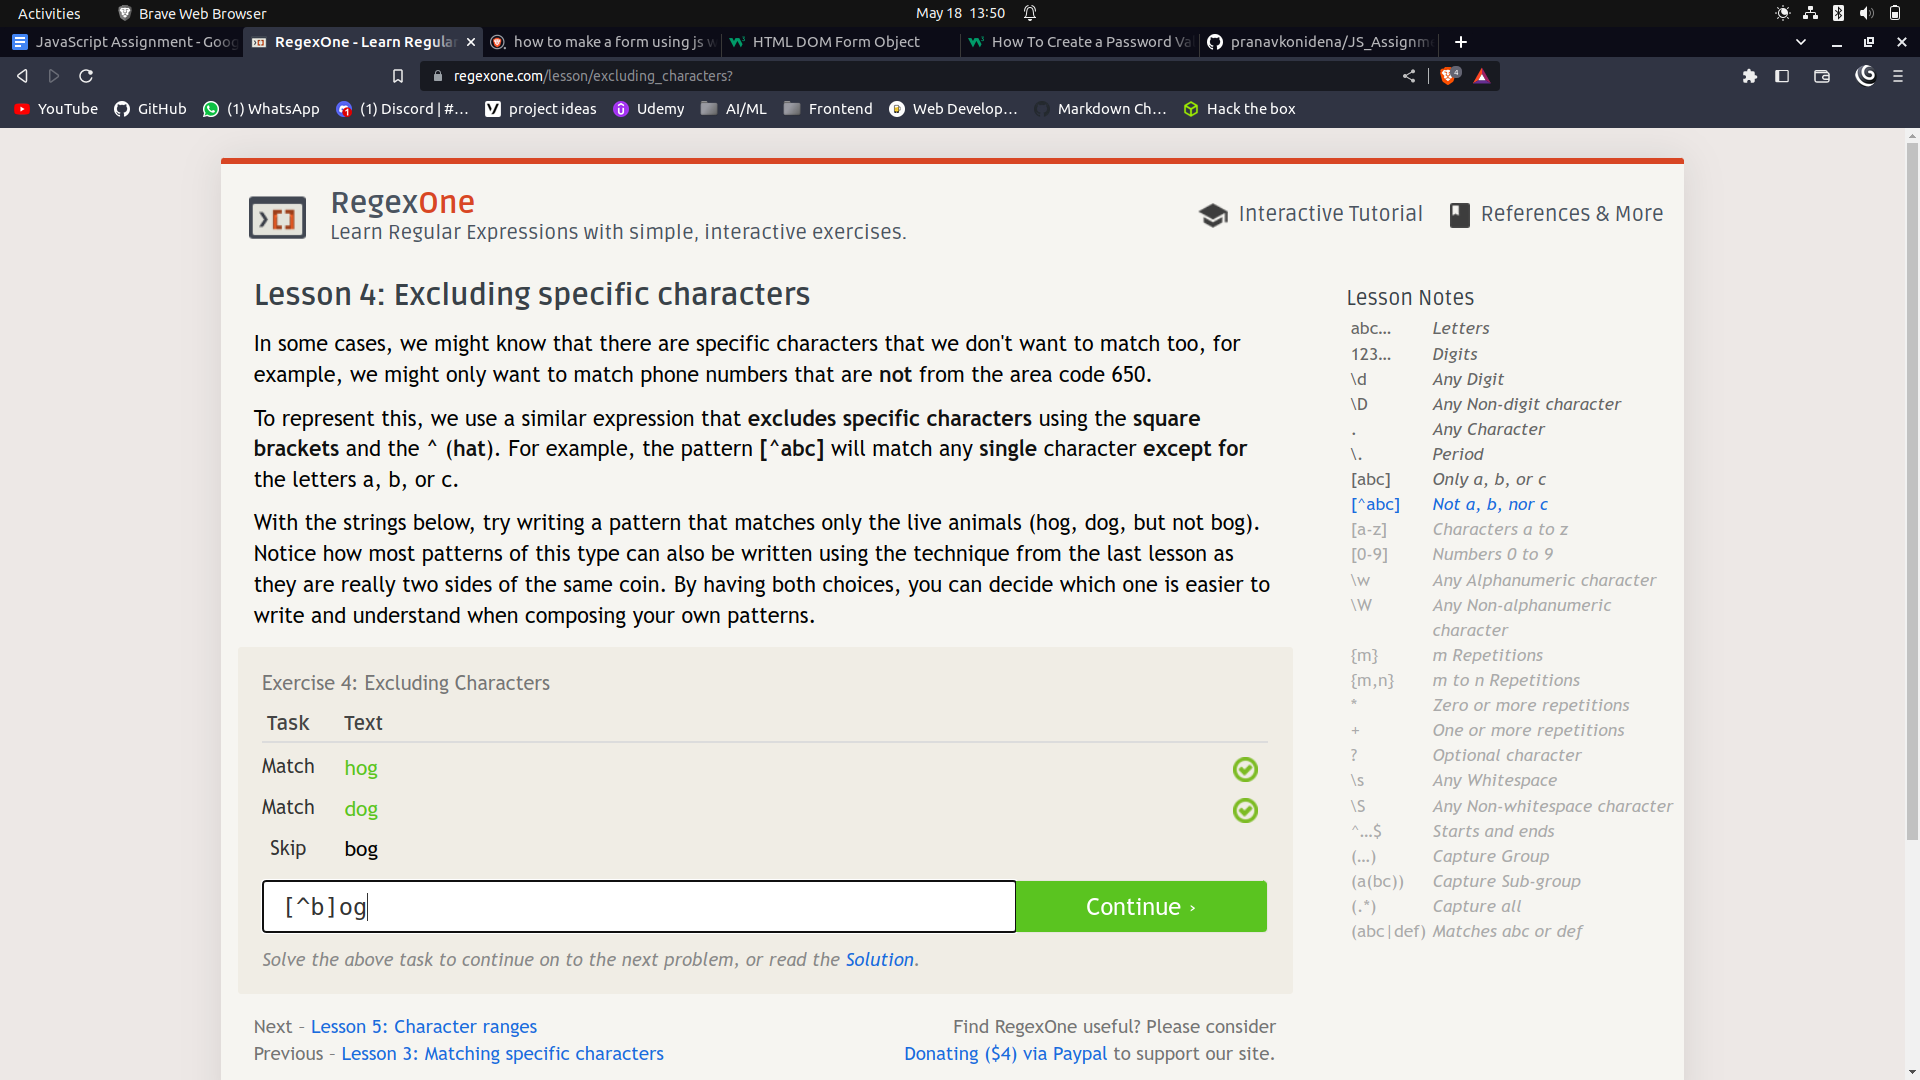 Activities Brave Web Browser May 18 13:50
JavaScript Assignment - Goog RegexOne - Learn Regular how to make a form using js w HTML DOM Form Object How To Create a Password Val pranavkonidena/JS_Assignm
regexone.com/lesson/excluding_characters? 4
YouTube GitHub (1) WhatsApp (1) Discord | #... project ideas Udemy AI/ML Frontend Web Develop... Markdown Ch... Hack the box
RegexOne
Learn Regular Expressions with simple, interactive exercises.
Interactive Tutorial References & More
Lesson 4: Excluding specific characters
In some cases, we might know that there are specific characters that we don't want to match too, for
example, we might only want to match phone numbers that are not from the area code 650.
To represent this, we use a similar expression that excludes specific characters using the square
brackets and the ^ (hat). For example, the pattern [^abc] will match any single character except for
the letters a, b, or c.
With the strings below, try writing a pattern that matches only the live animals (hog, dog, but not bog).
Notice how most patterns of this type can also be written using the technique from the last lesson as
they are really two sides of the same coin. By having both choices, you can decide which one is easier to
write and understand when composing your own patterns.
Exercise 4: Excluding Characters
Task Text
Match hog
Match dog
Skip bog
[^b]og Continue ›
Solve the above task to continue on to the next problem, or read the Solution.
Next – Lesson 5: Character ranges
Previous – Lesson 3: Matching specific characters
Find RegexOne useful? Please consider
Donating ($4) via Paypal to support our site.
Lesson Notes
abc… Letters
123… Digits
\d Any Digit
\D Any Non-digit character
. Any Character
\. Period
[abc] Only a, b, or c
[^abc] Not a, b, nor c
[a-z] Characters a to z
[0-9] Numbers 0 to 9
\w Any Alphanumeric character
\W Any Non-alphanumeric
character
{m} m Repetitions
{m,n} m to n Repetitions
* Zero or more repetitions
+ One or more repetitions
? Optional character
\s Any Whitespace
\S Any Non-whitespace character
^…$ Starts and ends
(…) Capture Group
(a(bc)) Capture Sub-group
(.*) Capture all
(abc|def) Matches abc or def